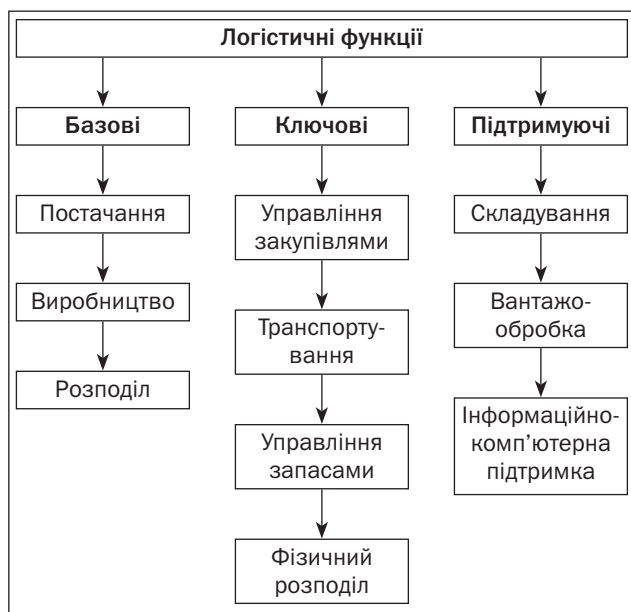 Логістичні функції
Базові
Постачання
Виробництво
Розподіл
Ключові
Управління
закупівлями
Транспорту-
вання
Управління
запасами
Фізичний
розподіл
Підтримуючі
Складування
Вантажо-
обробка
Інформаційно-
комп’ютерна
підтримка